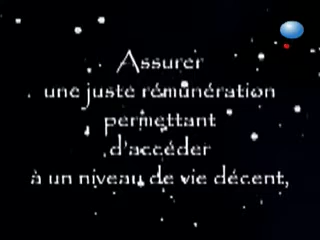 Assurer
une juste rémunération
permettant
d'accéder
à un niveau de vie décent,